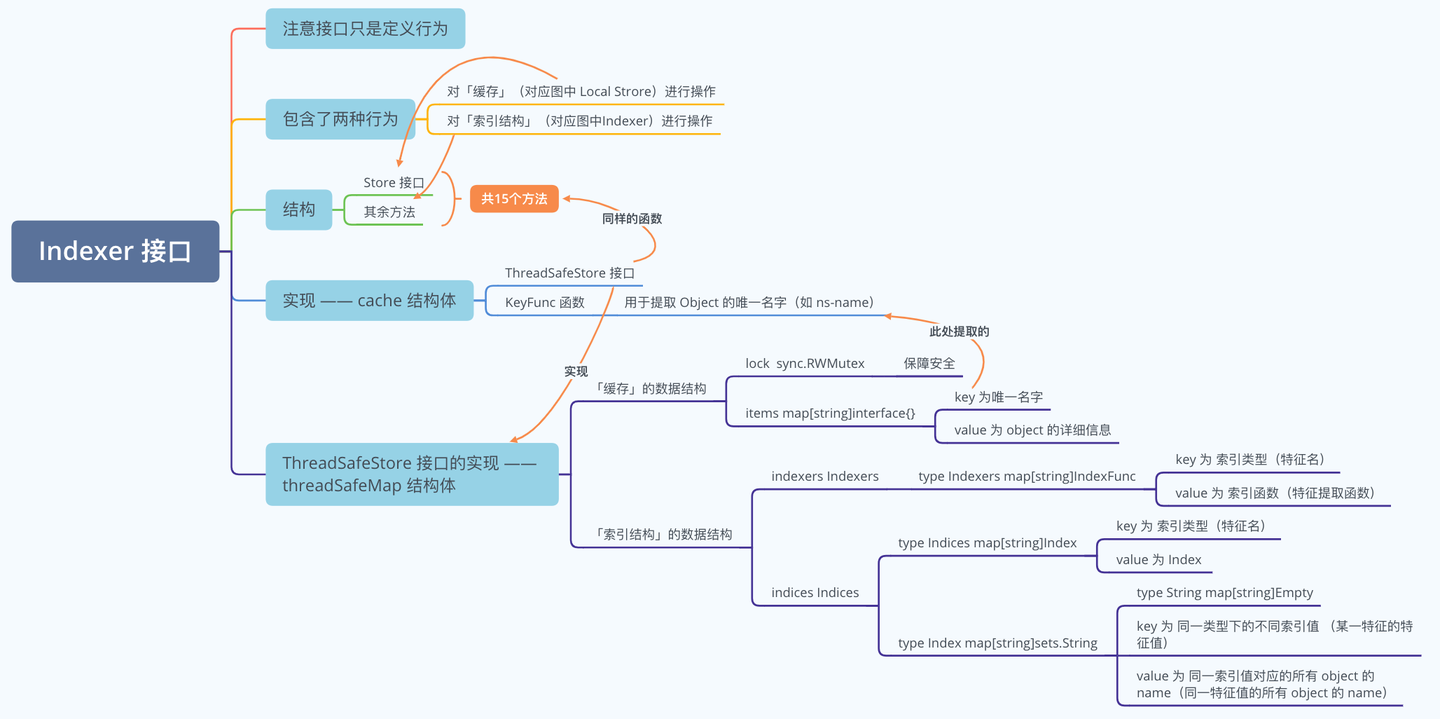 注意接口只是定义行为
对「缓存」（对应图中 Local Strore）进行操作
包含了两种行为
对「索引结构」（对应图中Indexer）进行操作
Store 接口
共15个方法
结构
其余方法
同样的函数
Indexer 接口
ThreadSafeStore 接口
实现 —— cache 结构体
KeyFunc 函数
用于提取 Object 的唯一名字（如 ns-name）
此处提取的
实现
lock sync.RWMutex
保障安全
「缓存」的数据结构
key 为唯一名字
items map[string]interface{}
value 为 object 的详细信息
ThreadSafeStore 接口的实现 ——
threadSafeMap 结构体
key 为 索引类型（特征名）
indexers Indexers
type Indexers map[string]IndexFunc
value 为 索引函数（特征提取函数）
「索引结构」的数据结构
key 为 索引类型（特征名）
type Indices map[string]Index
value 为 Index
indices Indices
type String map[string]Empty
key 为 同一类型下的不同索引值 （某一特征的特
征值）
type Index map[string]sets.String
value 为 同一索引值对应的所有 object 的
name（同一特征值的所有 object 的 name）